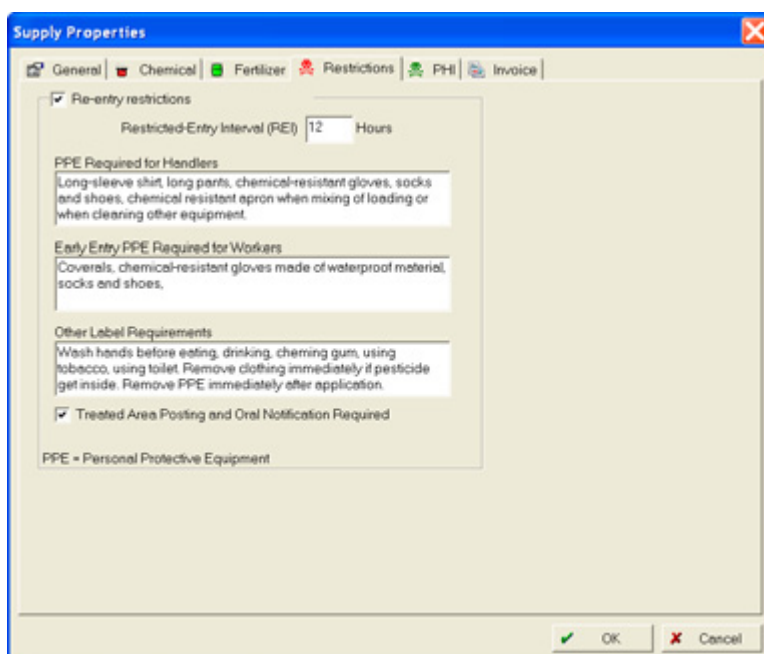 Supply Properties
General Chemical Fertilizer Restrictions PHI Invoice
Re-entry restrictions
Restricted-Entry Interval (REI) 12 Hours
PPE Required for Handlers
Long-sleeve shirt, long pants, chemical-resistant gloves, socks
and shoes, chemical resistant apron when mixing of loading or
when cleaning other equipment.
Early Entry PPE Required for Workers
Coverals, chemical-resistant gloves made of waterproof material,
socks and shoes,
Other Label Requirements
Wash hands before eating, drinking, cheming gum, using
tobacco, using toilet. Remove clothing immediately if pesticide
get inside. Remove PPE immediately after application.
Treated Area Posting and Oral Notification Required
PPE = Personal Protective Equipment
OK Cancel